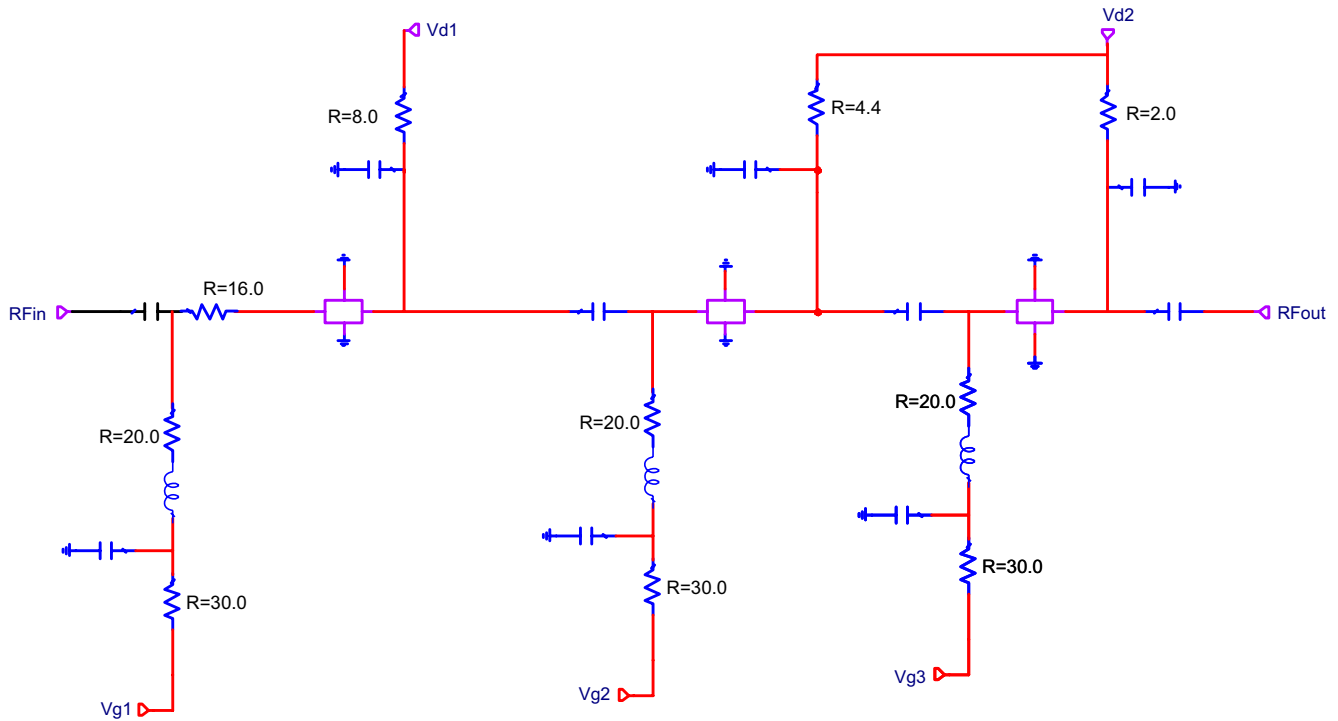 Vd1
Vd2
R=8.0
R=4.4
R=2.0
R=16.0
RFin
RFout
R=20.0
R=20.0
R=20.0
R=30.0
R=30.0
R=30.0
Vg1
Vg2
Vg3